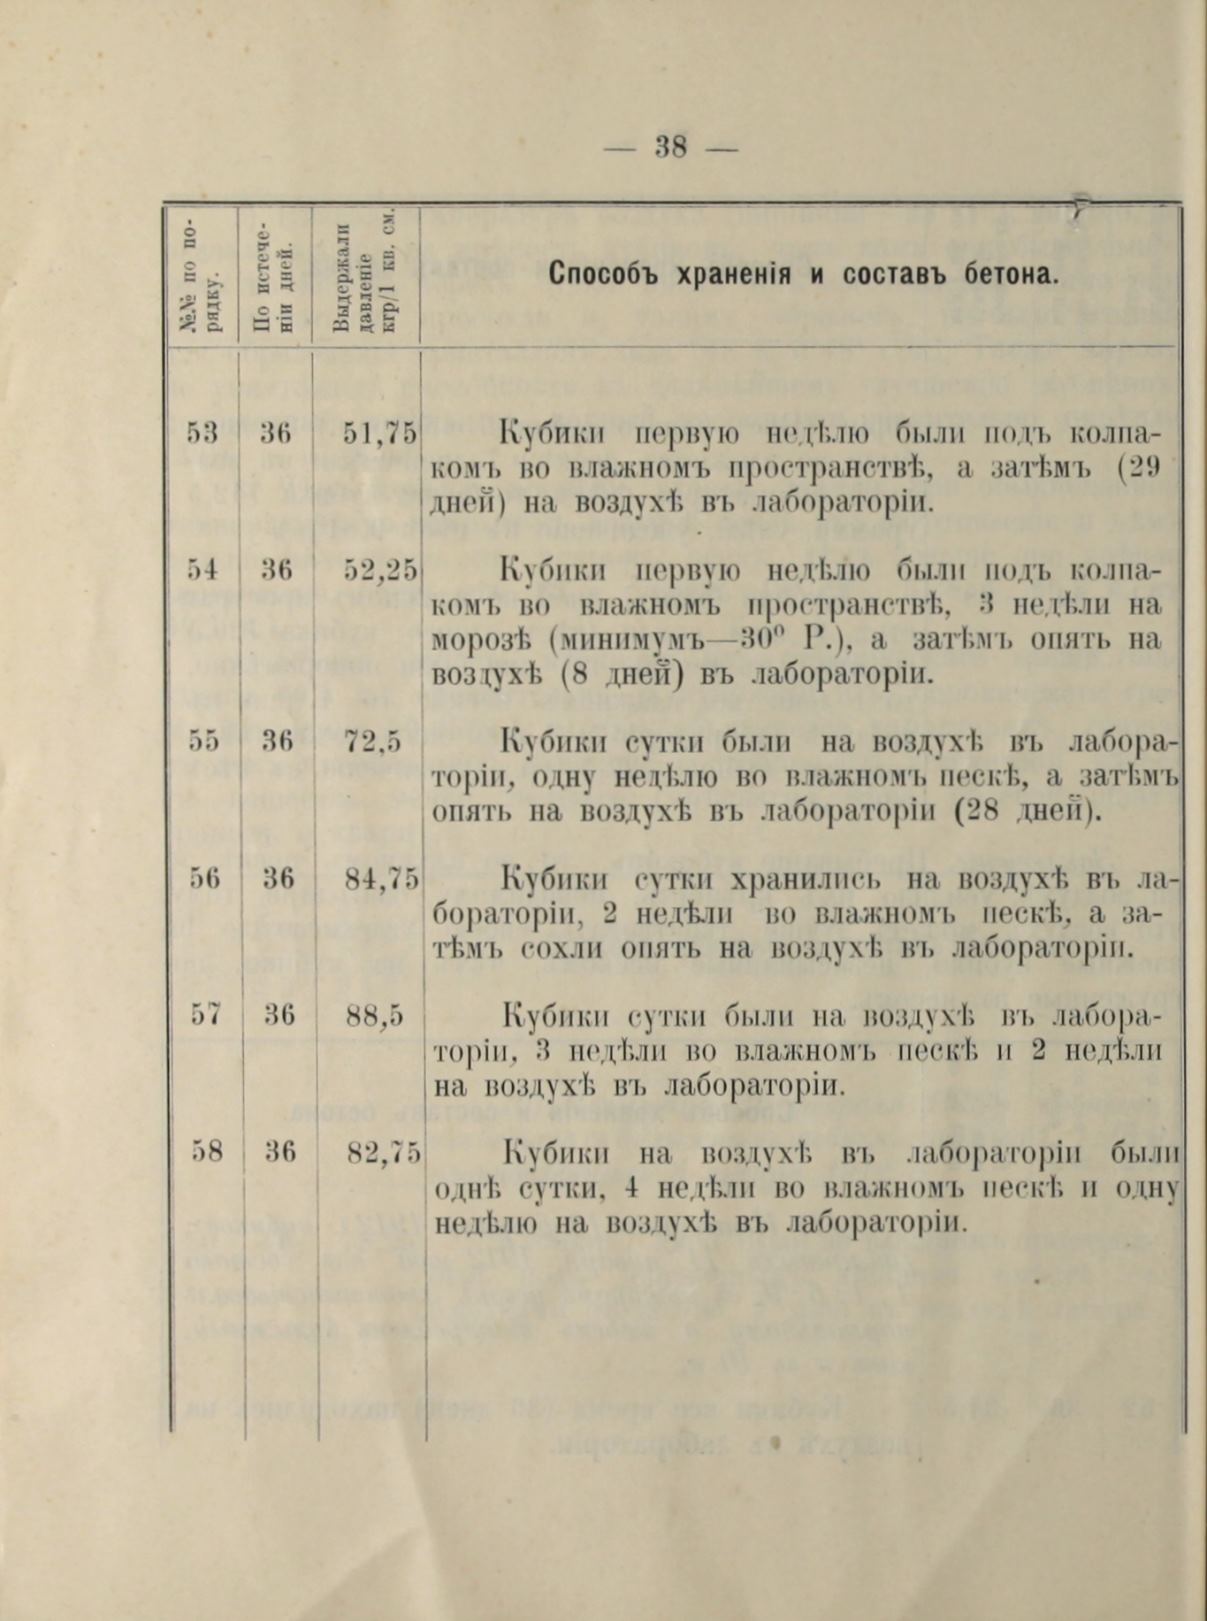 — 38 —
№№ по по-
рядку.
По истече-
ніи дней.
Выдержали
давленіе
кгр/1 кв. см.
Способъ храненія и составъ бетона.
53 36 51,75 Кубики первую недѣлю были подъ колпа-
комъ во влажномъ пространствѣ, а затѣмъ (29
дней) на воздухѣ въ лабораторіи.
54 36 52,25 Кубики первую недѣлю были подъ колпа-
комъ во влажномъ пространствѣ, 3 недѣли на
морозѣ (минимумъ—30⁰ Р.), а затѣмъ опять на
воздухѣ (8 дней) въ лабораторіи.
55 36 72,5 Кубики сутки были на воздухѣ въ лабора-
торіи, одну недѣлю во влажномъ пескѣ, а затѣмъ
опять на воздухѣ въ лабораторіи (28 дней).
56 36 84,75 Кубики сутки хранились на воздухѣ въ ла-
бораторіи, 2 недѣли во влажномъ пескѣ, а за-
тѣмъ сохли опять на воздухѣ въ лабораторіи.
57 36 88,5 Кубики сутки были на воздухѣ въ лабора-
торіи, 3 недѣли во влажномъ пескѣ и 2 недѣли
на воздухѣ въ лабораторіи.
58 36 82,75 Кубики на воздухѣ въ лабораторіи были
однѣ сутки, 4 недѣли во влажномъ пескѣ и одну
недѣлю на воздухѣ въ лабораторіи.